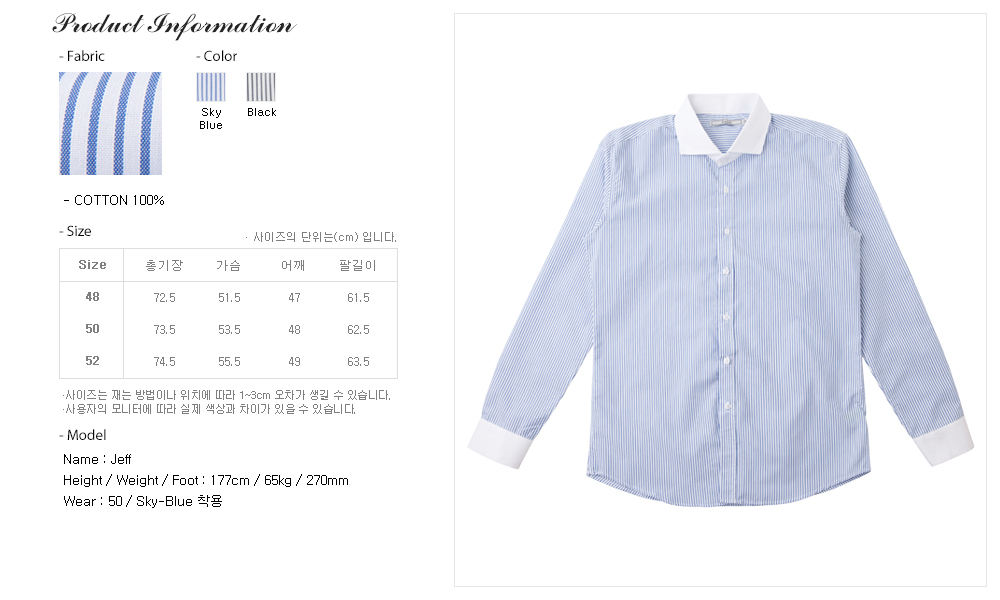 Product Information
- Fabric
- Color
Sky
Blue
Black
- COTTON 100%
- Size
· 사이즈의 단위는(cm) 입니다.
Size 총기장 가슴 어깨 팔길이
48 72.5 51.5 47 61.5
50 73.5 53.5 48 62.5
52 74.5 55.5 49 63.5
·사이즈는 재는 방법이나 위치에 따라 1~3cm 오차가 생길 수 있습니다.
·사용자의 모니터에 따라 실제 색상과 차이가 있을 수 있습니다.
- Model
Name : Jeff
Height / Weight / Foot : 177cm / 65kg / 270mm
Wear : 50 / Sky-Blue 착용